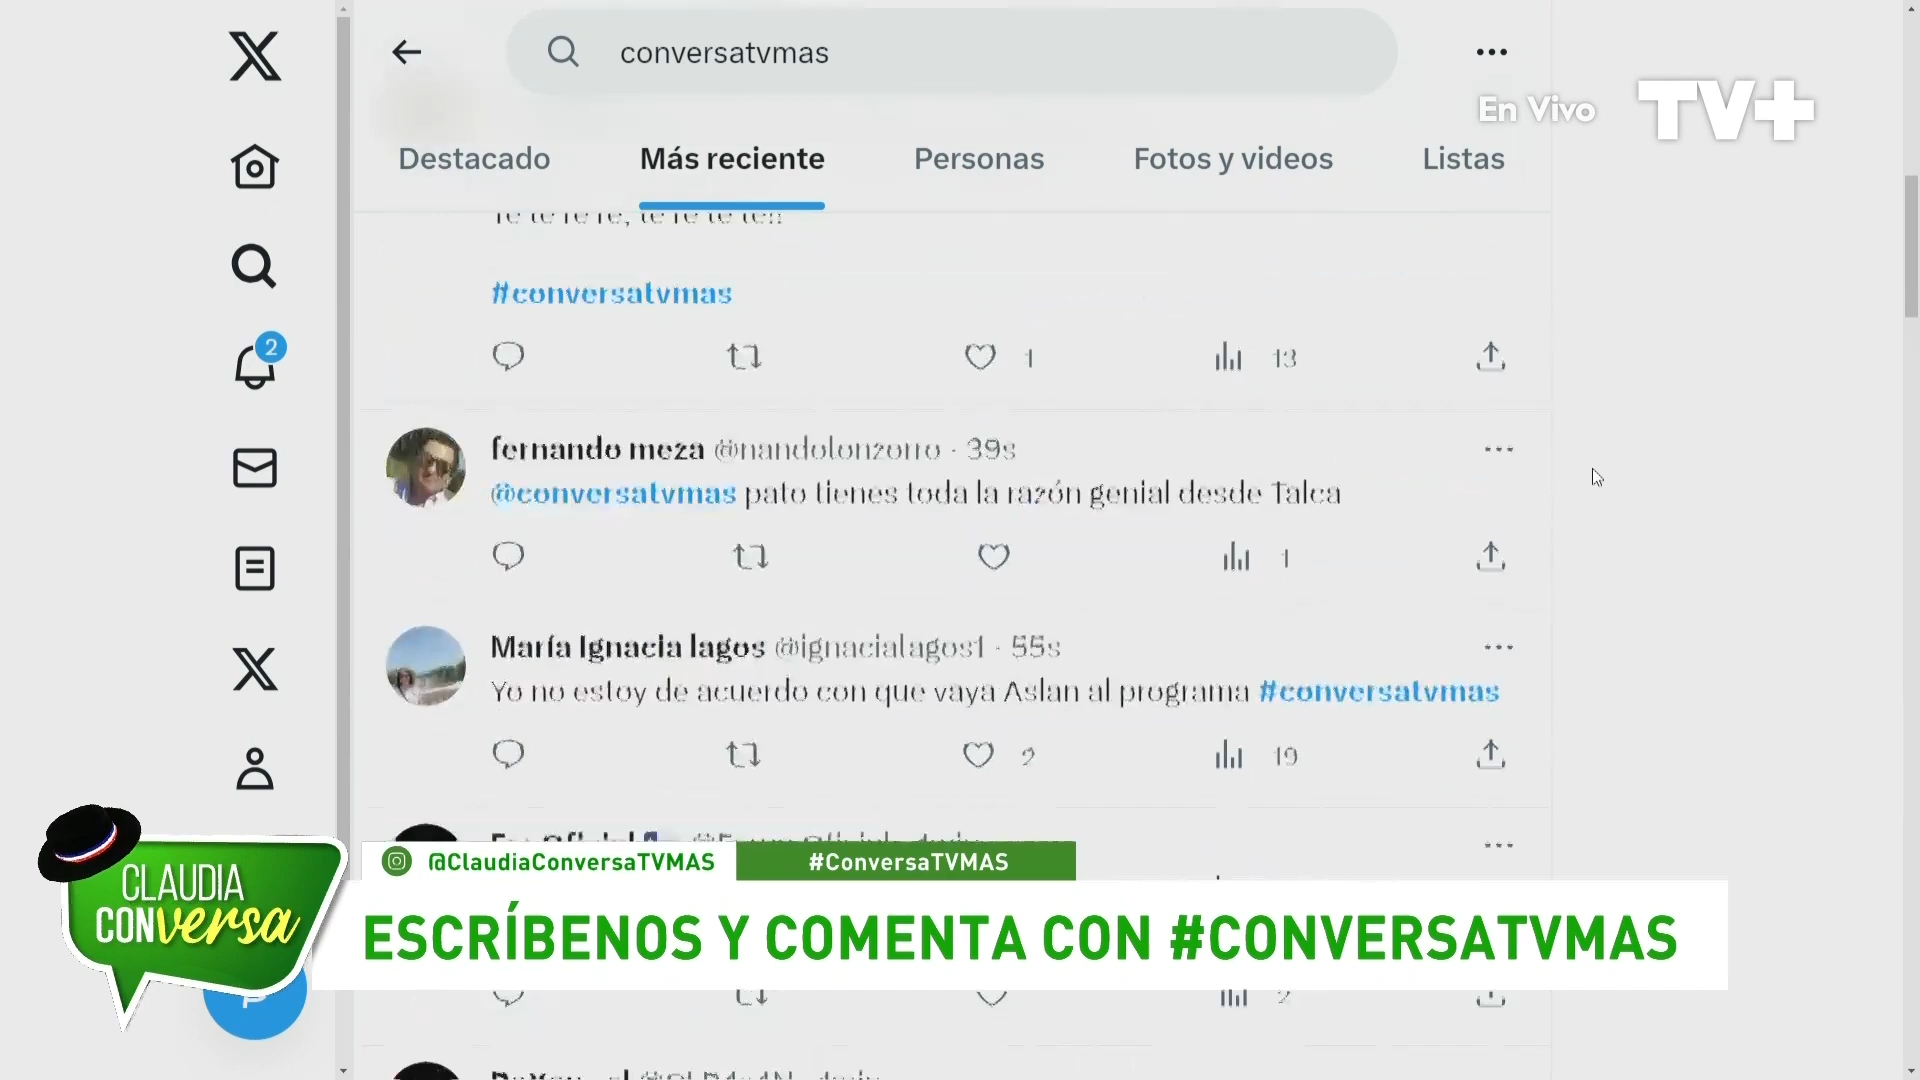 conversatvmas
En Vivo TV+
Destacado Más reciente Personas Fotos y videos Listas
#conversatvmas
1 13
fernando meza @nandolonzorro · 39s
@conversatvmas pato tienes toda la razón genial desde Talca
1
2
María Ignacia lagos @ignacialagos1 · 55s
Yo no estoy de acuerdo con que vaya Aslan al programa #conversatvmas
2 19
@ClaudiaConversaTVMAS #ConversaTVMAS
CLAUDIA
CONversa
ESCRÍBENOS Y COMENTA CON #CONVERSATVMAS
2